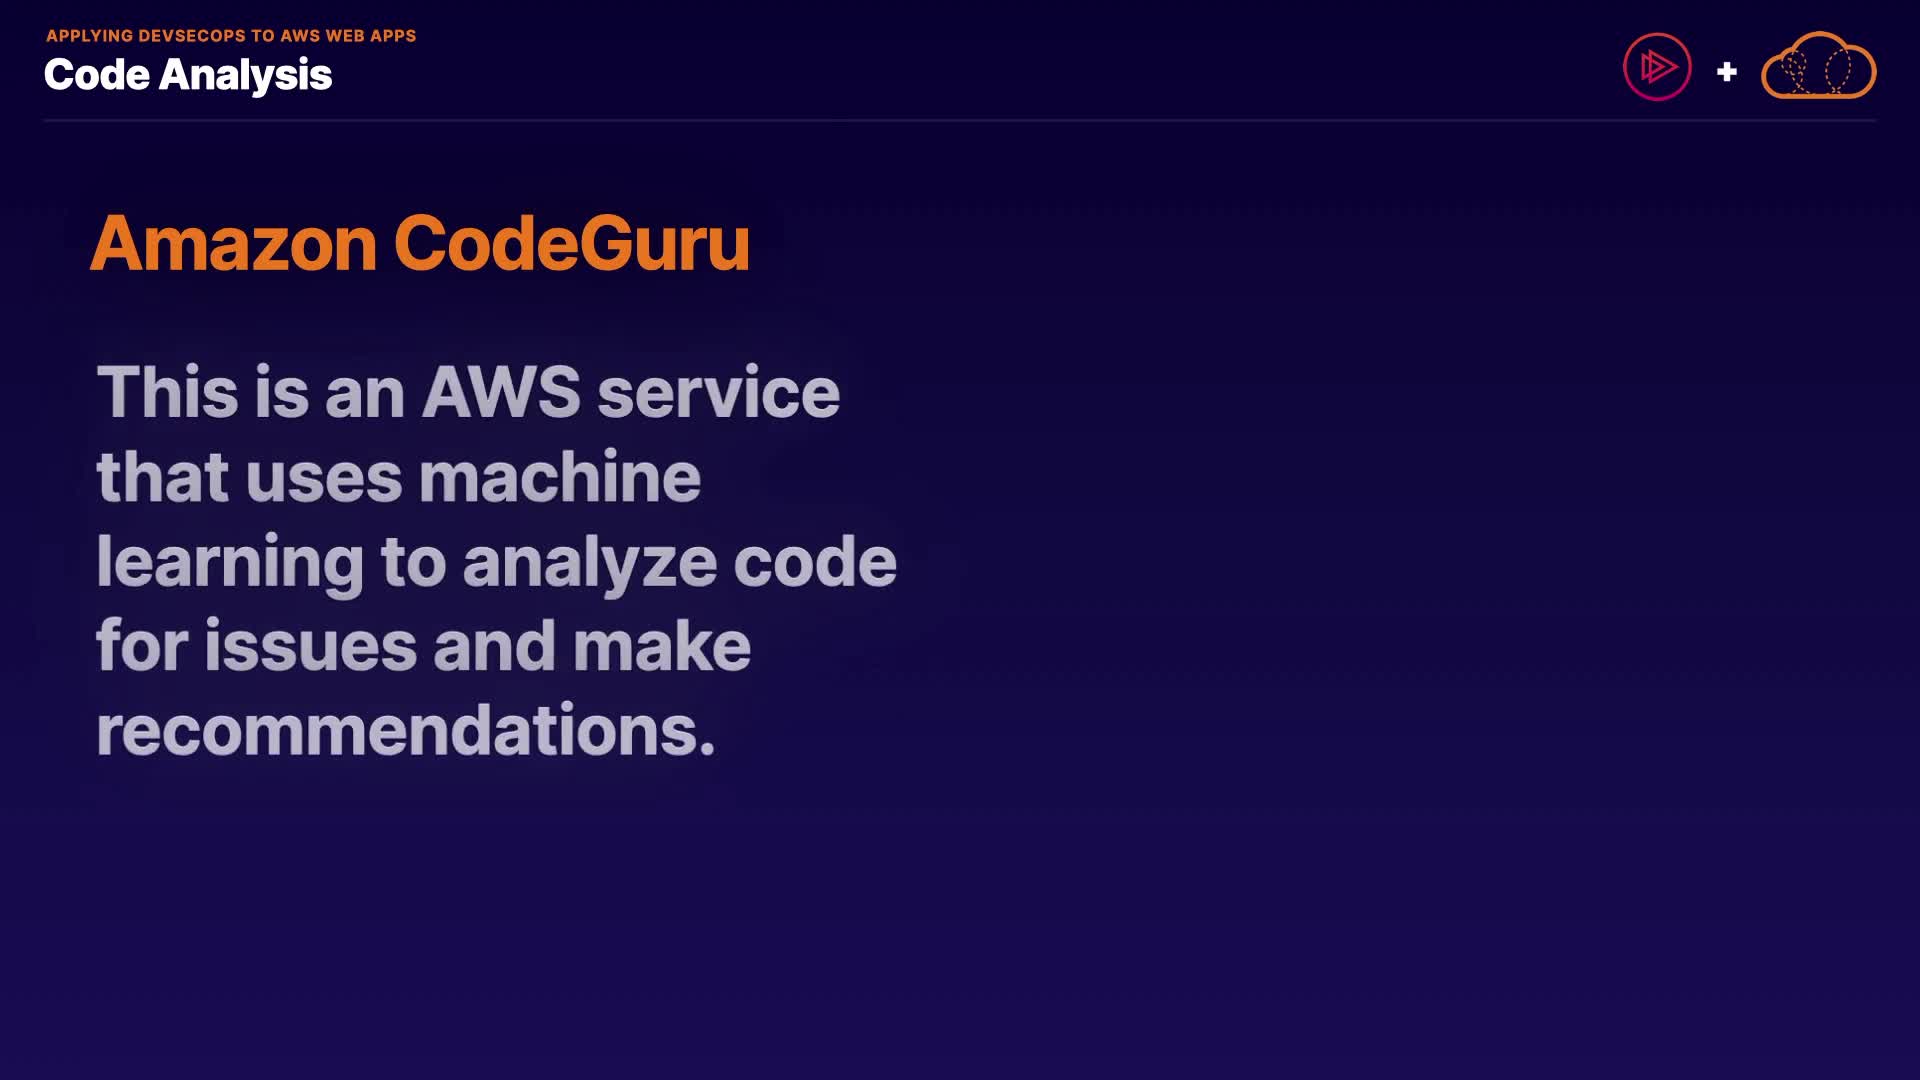 APPLYING DEVSECOPS TO AWS WEB APPS
Code Analysis
+
Amazon CodeGuru
This is an AWS service
that uses machine
learning to analyze code
for issues and make
recommendations.